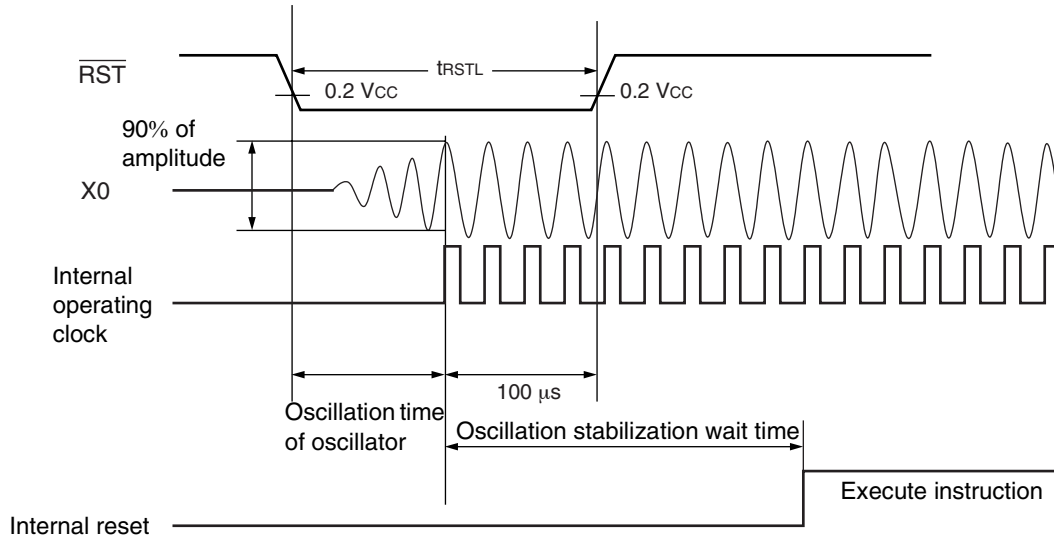 RST
tRSTL
0.2 VCC
0.2 VCC
90% of
amplitude
X0
Internal
operating
clock
100 μs
Oscillation time
of oscillator
Oscillation stabilization wait time
Execute instruction
Internal reset